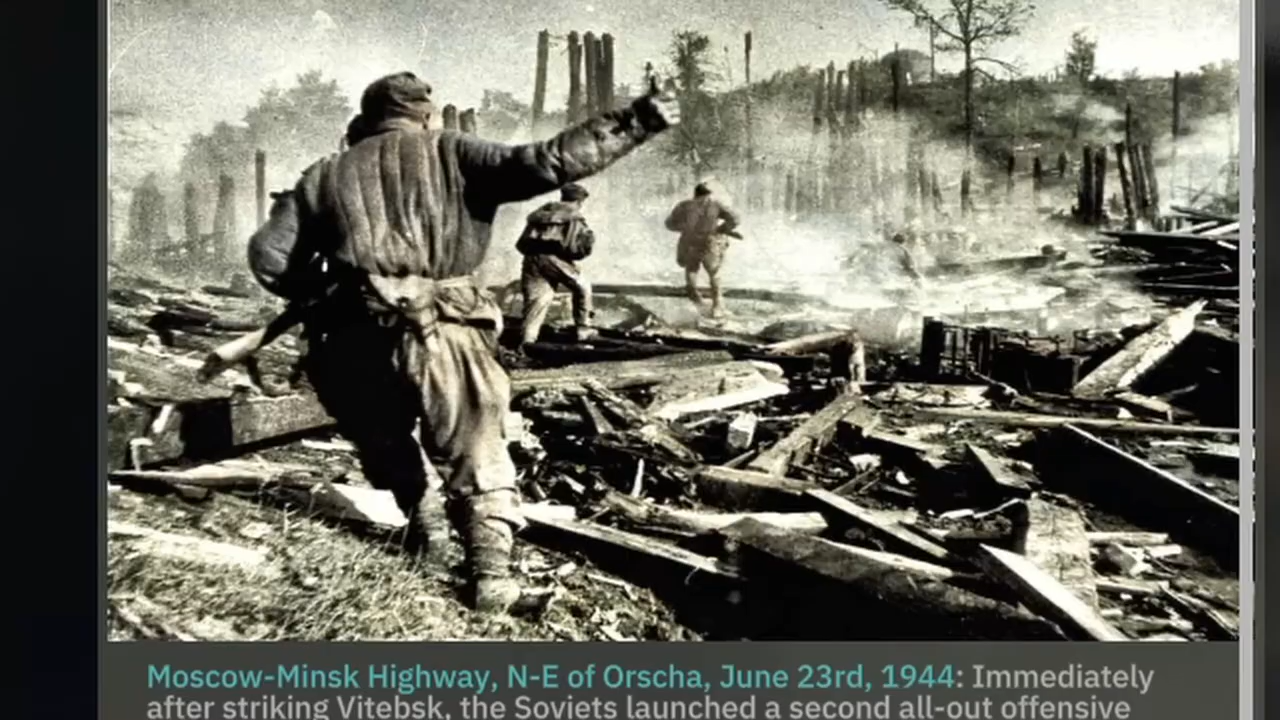 Moscow-Minsk Highway, N-E of Orscha, June 23rd, 1944: Immediately
after striking Vitebsk, the Soviets launched a second all-out offensive